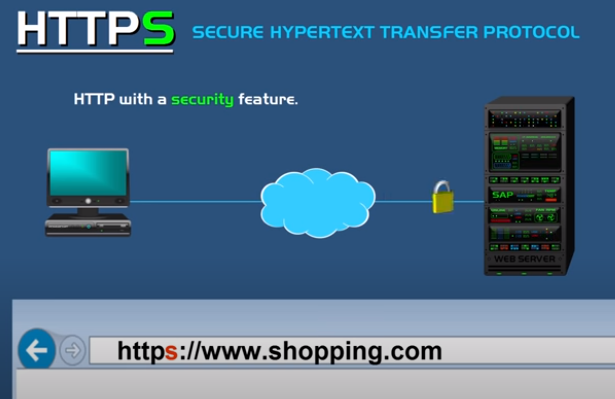 HTTPS SECURE HYPERTEXT TRANSFER PROTOCOL
HTTP with a security feature.
SAP
WEB SERVER
https://www.shopping.com